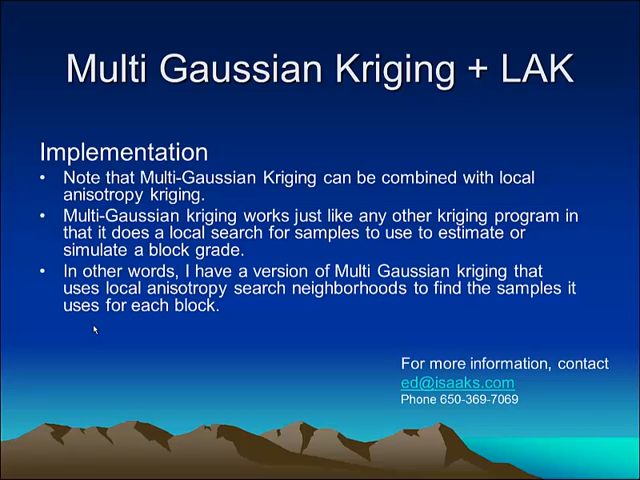 Multi Gaussian Kriging + LAK
Implementation
• Note that Multi-Gaussian Kriging can be combined with local
anisotropy kriging.
• Multi-Gaussian kriging works just like any other kriging program in
that it does a local search for samples to use to estimate or
simulate a block grade.
• In other words, I have a version of Multi Gaussian kriging that
uses local anisotropy search neighborhoods to find the samples it
uses for each block.
For more information, contact
ed@isaaks.com
Phone 650-369-7069